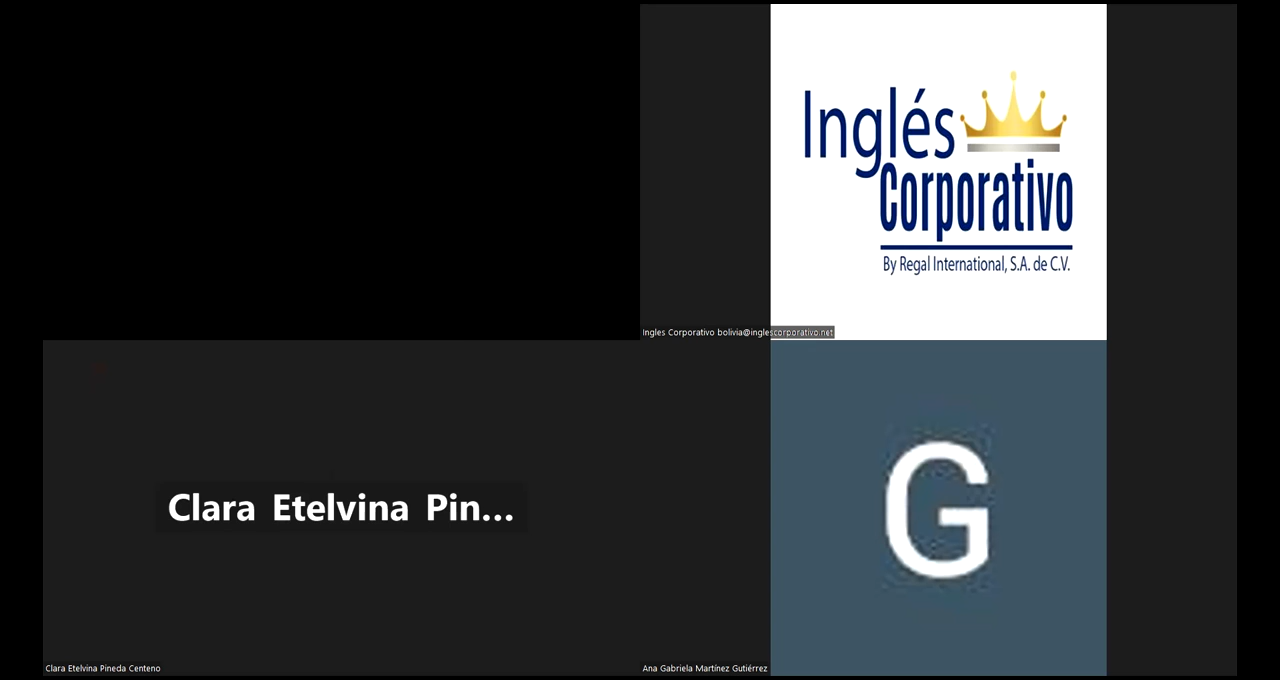 Inglés
Corporativo
By Regal International, S.A. de C.V.
Ingles Corporativo bolivia@inglescorporativo.net
Clara Etelvina Pin...
G
Clara Etelvina Pineda Centeno
Ana Gabriela Martínez Gutiérrez